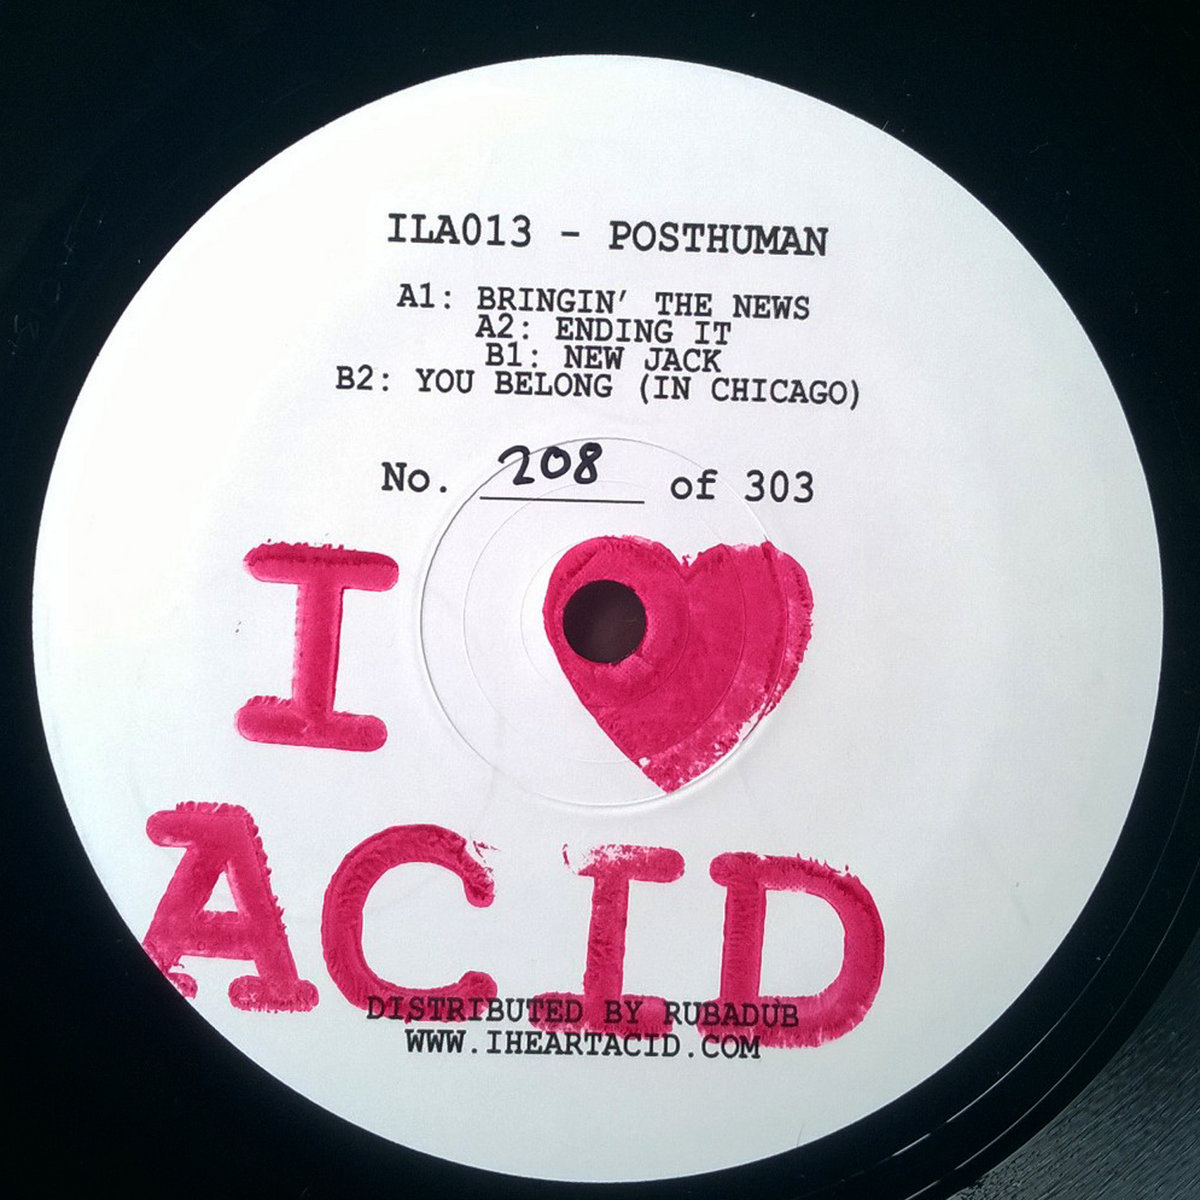 ILA013 - POSTHUMAN
A1: BRINGIN' THE NEWS
A2: ENDING IT
B1: NEW JACK
B2: YOU BELONG (IN CHICAGO)
No. 208 of 303
I ♥
ACID
DISTRIBUTED BY RUBADUB
WWW.IHEARTACID.COM